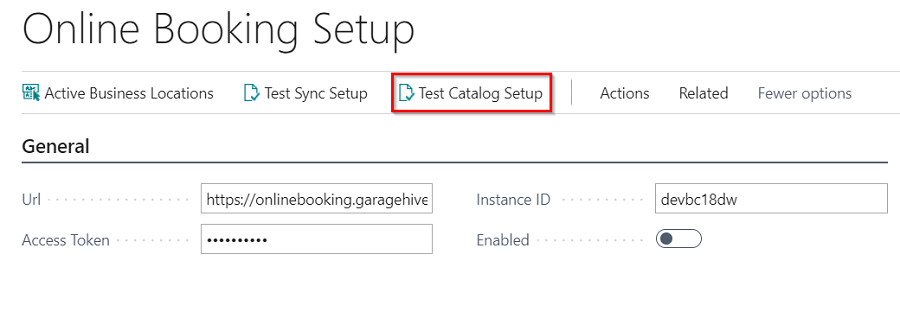 Online Booking Setup
Active Business Locations Test Sync Setup Test Catalog Setup Actions Related Fewer options
General
Url https://onlinebooking.garagehive Instance ID devbc18dw
Access Token •••••••••• Enabled